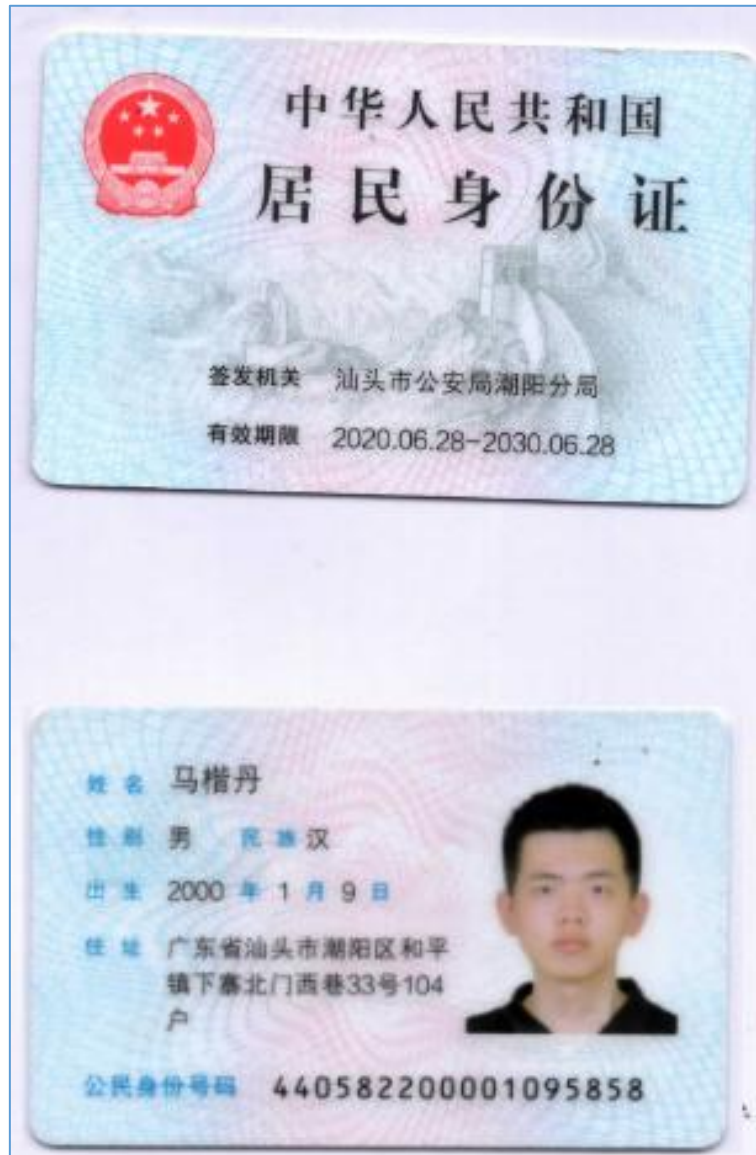 中华人民共和国
居民身份证
签发机关 汕头市公安局潮阳分局
有效期限 2020.06.28-2030.06.28
姓名 马楷丹
性别 男 民族 汉
出生 2000 年 1 月 9 日
住址 广东省汕头市潮阳区和平
镇下寨北门西巷33号104
户
公民身份号码 440582200001095858